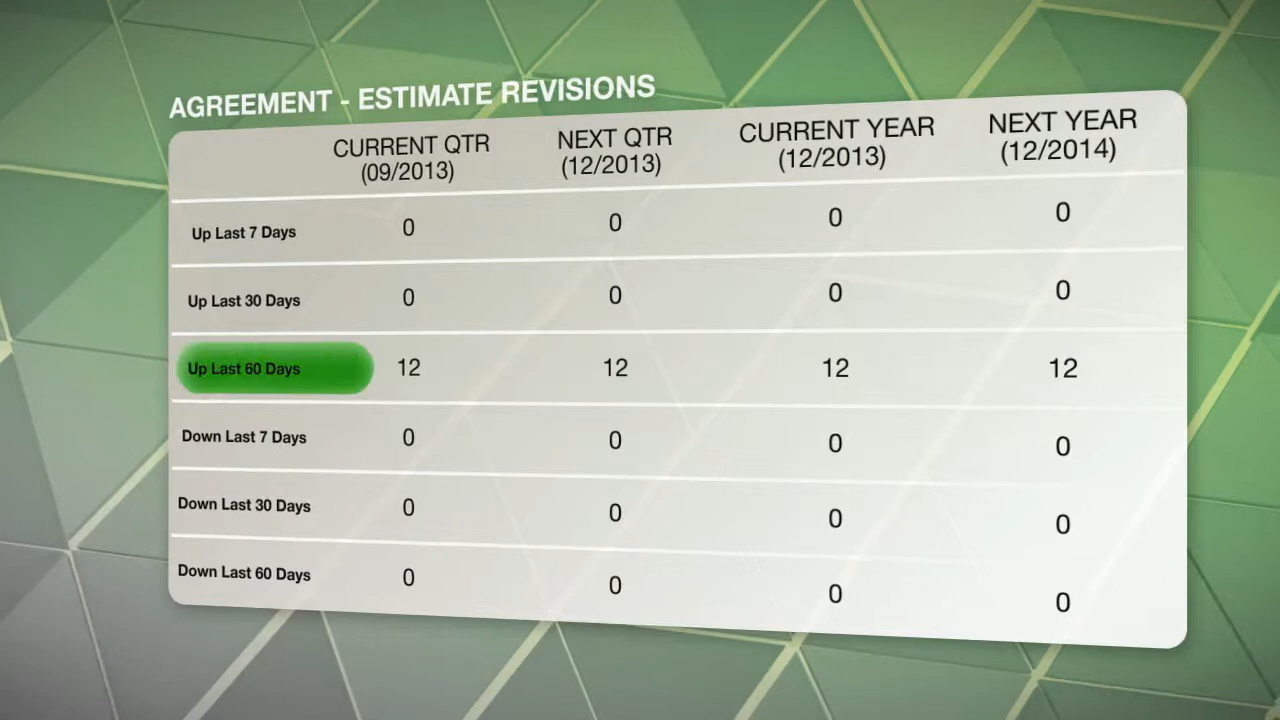 AGREEMENT - ESTIMATE REVISIONS
CURRENT QTR NEXT QTR CURRENT YEAR NEXT YEAR
(09/2013) (12/2013) (12/2013) (12/2014)
Up Last 7 Days 0 0 0 0
Up Last 30 Days 0 0 0 0
Up Last 60 Days 12 12 12 12
Down Last 7 Days 0 0 0 0
Down Last 30 Days 0 0 0 0
Down Last 60 Days 0 0 0 0